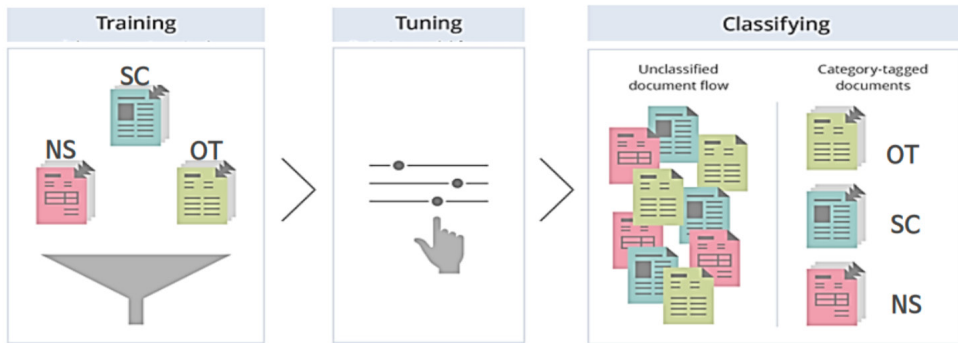 Training
Tuning
Classifying
SC
NS
OT
Unclassified
document flow
Category-tagged
documents
OT
SC
NS